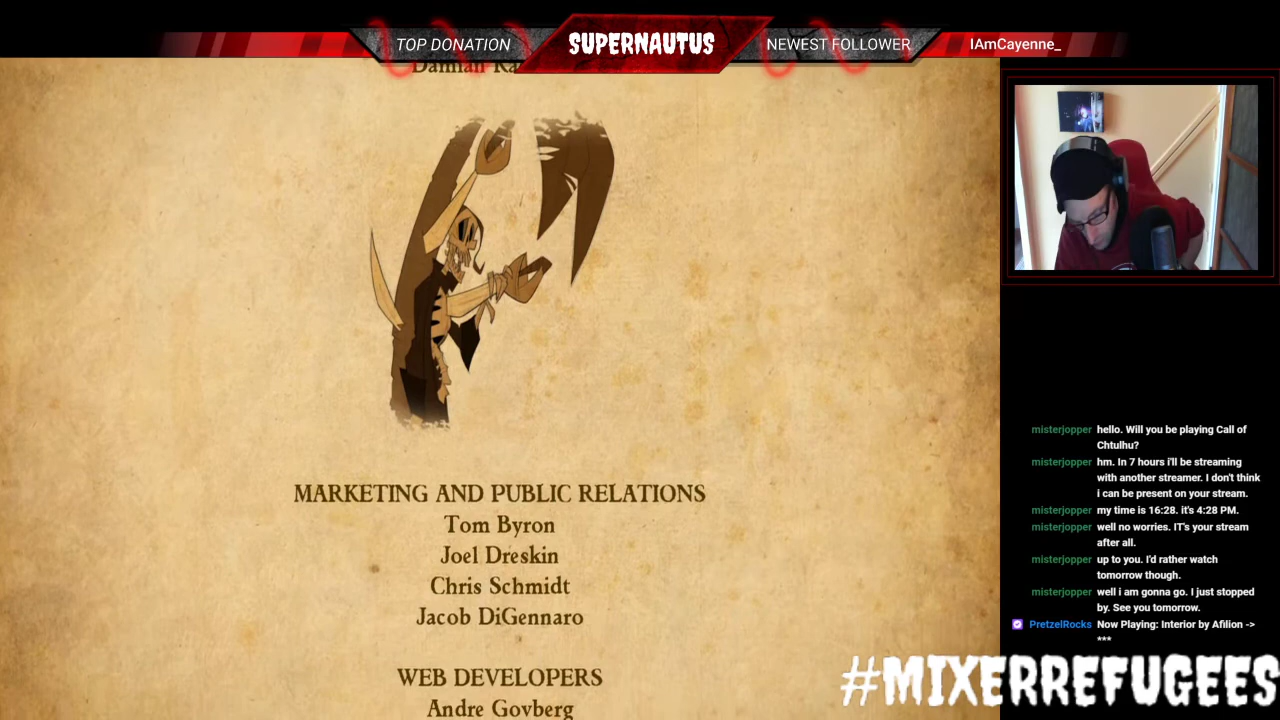 TOP DONATION
SUPERNAUTUS
NEWEST FOLLOWER
IAmCayenne_
MARKETING AND PUBLIC RELATIONS
Tom Byron
Joel Dreskin
Chris Schmidt
Jacob DiGennaro
WEB DEVELOPERS
Andre Govberg
misterjopper hello. Will you be playing Call of
Chtulhu?
misterjopper hm. In 7 hours i'll be streaming
with another streamer. I don't think
i can be present on your stream.
misterjopper my time is 16:28. it's 4:28 PM.
misterjopper well no worries. IT's your stream
after all.
misterjopper up to you. I'd rather watch
tomorrow though.
misterjopper well i am gonna go. I just stopped
by. See you tomorrow.
PretzelRocks Now Playing: Interior by Afilion ->
***
#MIXERREFUGEES